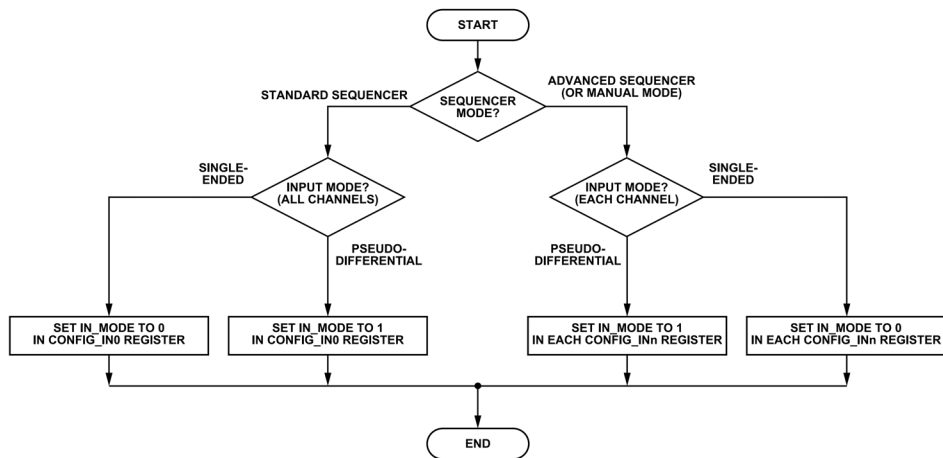 START
STANDARD SEQUENCER
SEQUENCER
MODE?
ADVANCED SEQUENCER
(OR MANUAL MODE)
SINGLE-
ENDED
INPUT MODE?
(ALL CHANNELS)
PSEUDO-
DIFFERENTIAL
INPUT MODE?
(EACH CHANNEL)
SINGLE-
ENDED
PSEUDO-
DIFFERENTIAL
SET IN_MODE TO 0
IN CONFIG_IN0 REGISTER
SET IN_MODE TO 1
IN CONFIG_IN0 REGISTER
SET IN_MODE TO 1
IN EACH CONFIG_INn REGISTER
SET IN_MODE TO 0
IN EACH CONFIG_INn REGISTER
END